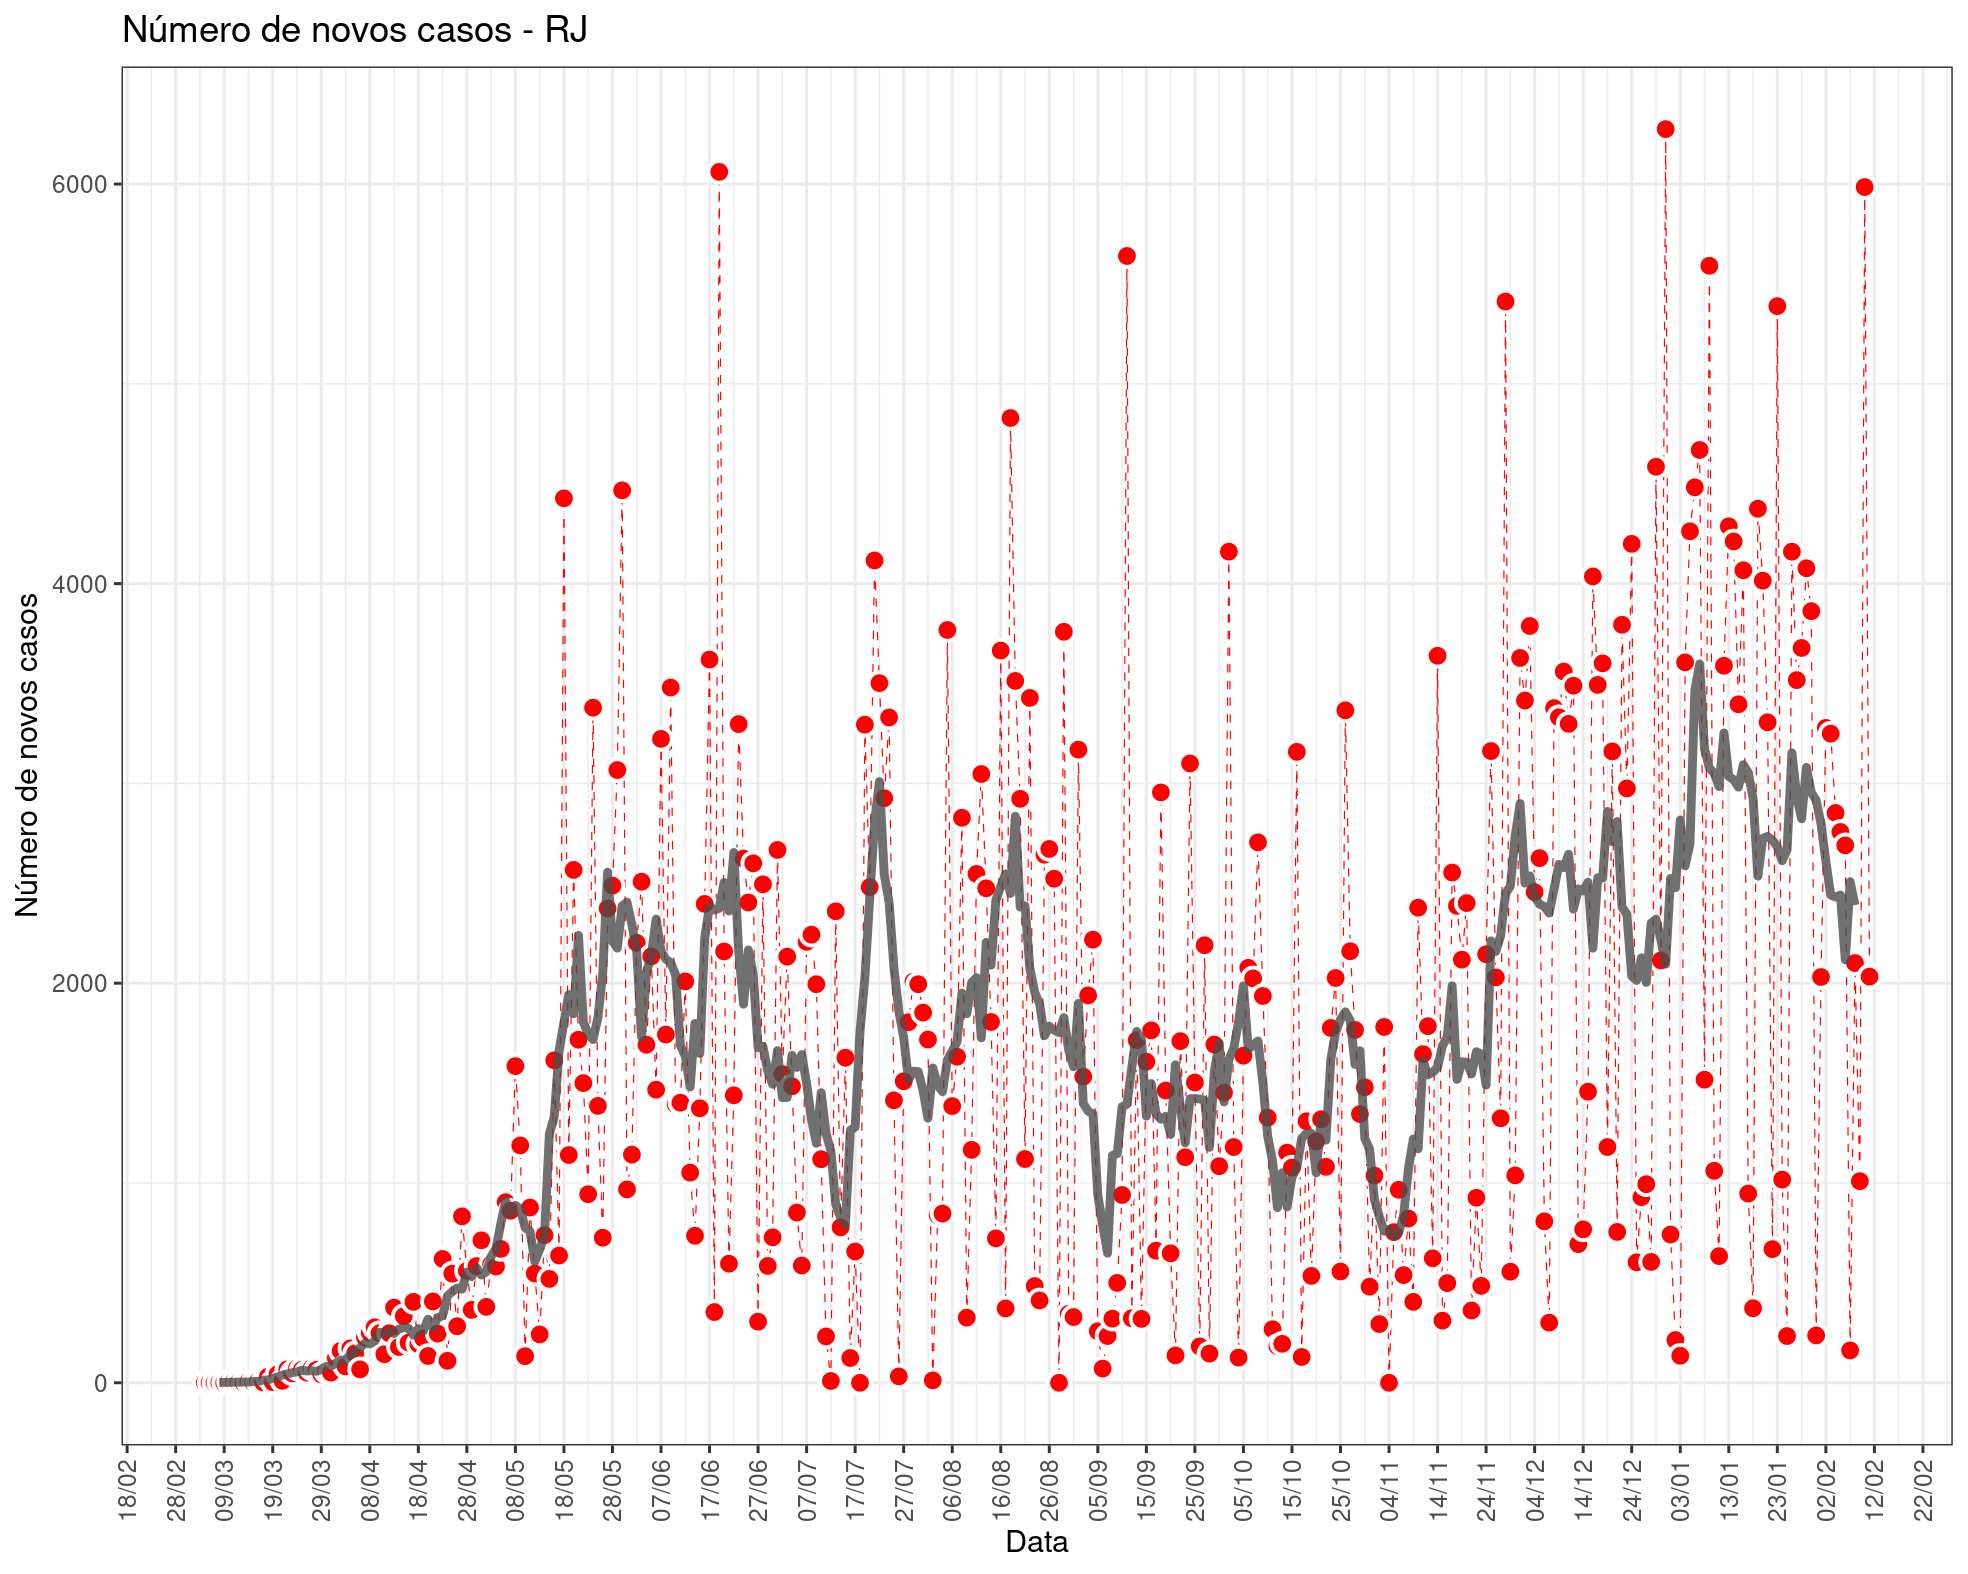 Número de novos casos - RJ
Número de novos casos
6000
4000
2000
0
18/02 28/02 09/03 19/03 29/03 08/04 18/04 28/04 08/05 18/05 28/05 07/06 17/06 27/06 07/07 17/07 27/07 06/08 16/08 26/08 05/09 15/09 25/09 05/10 15/10 25/10 04/11 14/11 24/11 04/12 14/12 24/12 03/01 13/01 23/01 02/02 12/02 22/02
Data